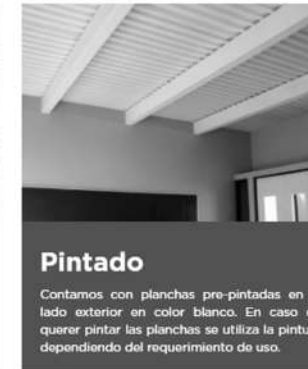 Pintado
Contamos con planchas pre-pintadas en
lado exterior en color blanco. En caso
querer pintar las planchas se utiliza la
dependiendo del requerimiento de uso.